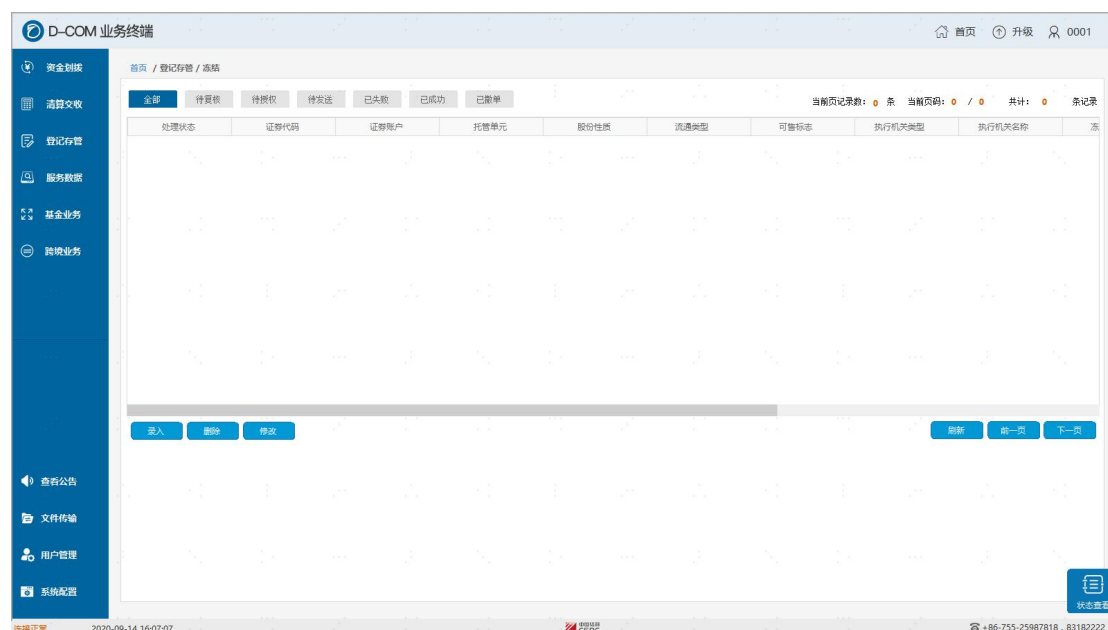 D-COM 业务终端
首页 升级 0001
资金划拨
清算交收
登记存管
服务数据
基金业务
跨境业务
查看公告
文件传输
用户管理
系统配置
首页 / 登记存管 / 冻结
全部 待复核 待授权 待发送 已失败 已成功 已撤单
当前页记录数: 0 条 当前页码: 0 / 0 共计: 0 条记录
处理状态 证券代码 证券账户 托管单元 股份性质 流通类型 可售标志 执行机关类型 执行机关名称 冻
录入 删除 修改
刷新 前一页 下一页
状态查看
连接正常 2020-09-14 16:07:07
+86-755-25987818 , 83182222